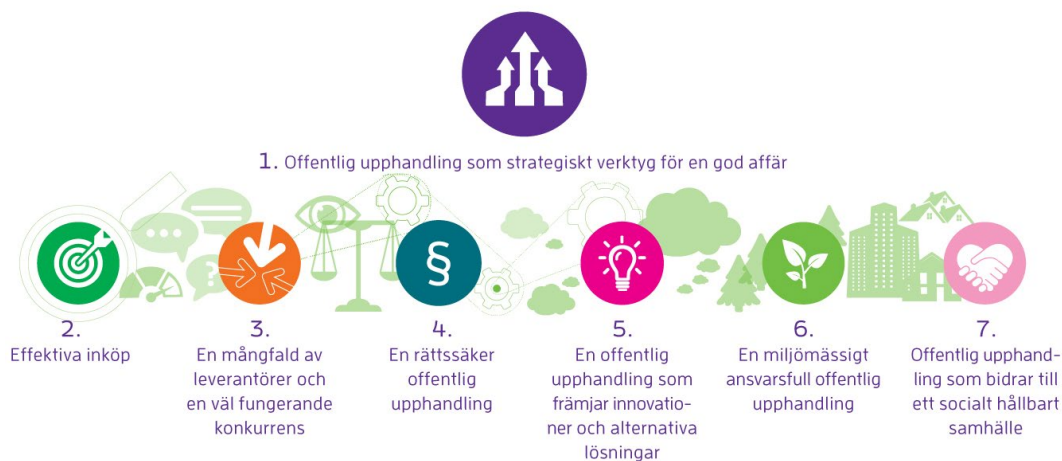 1. Offentlig upphandling som strategiskt verktyg för en god affär
2.
Effektiva inköp
3.
En mångfald av
leverantörer och
en väl fungerande
konkurrens
4.
En rättssäker
offentlig
upphandling
5.
En offentlig
upphandling som
främjar innovatio-
ner och alternativa
lösningar
6.
En miljömässigt
ansvarsfull offentlig
upphandling
7.
Offentlig upphand-
ling som bidrar till
ett socialt hållbart
samhälle
§
?